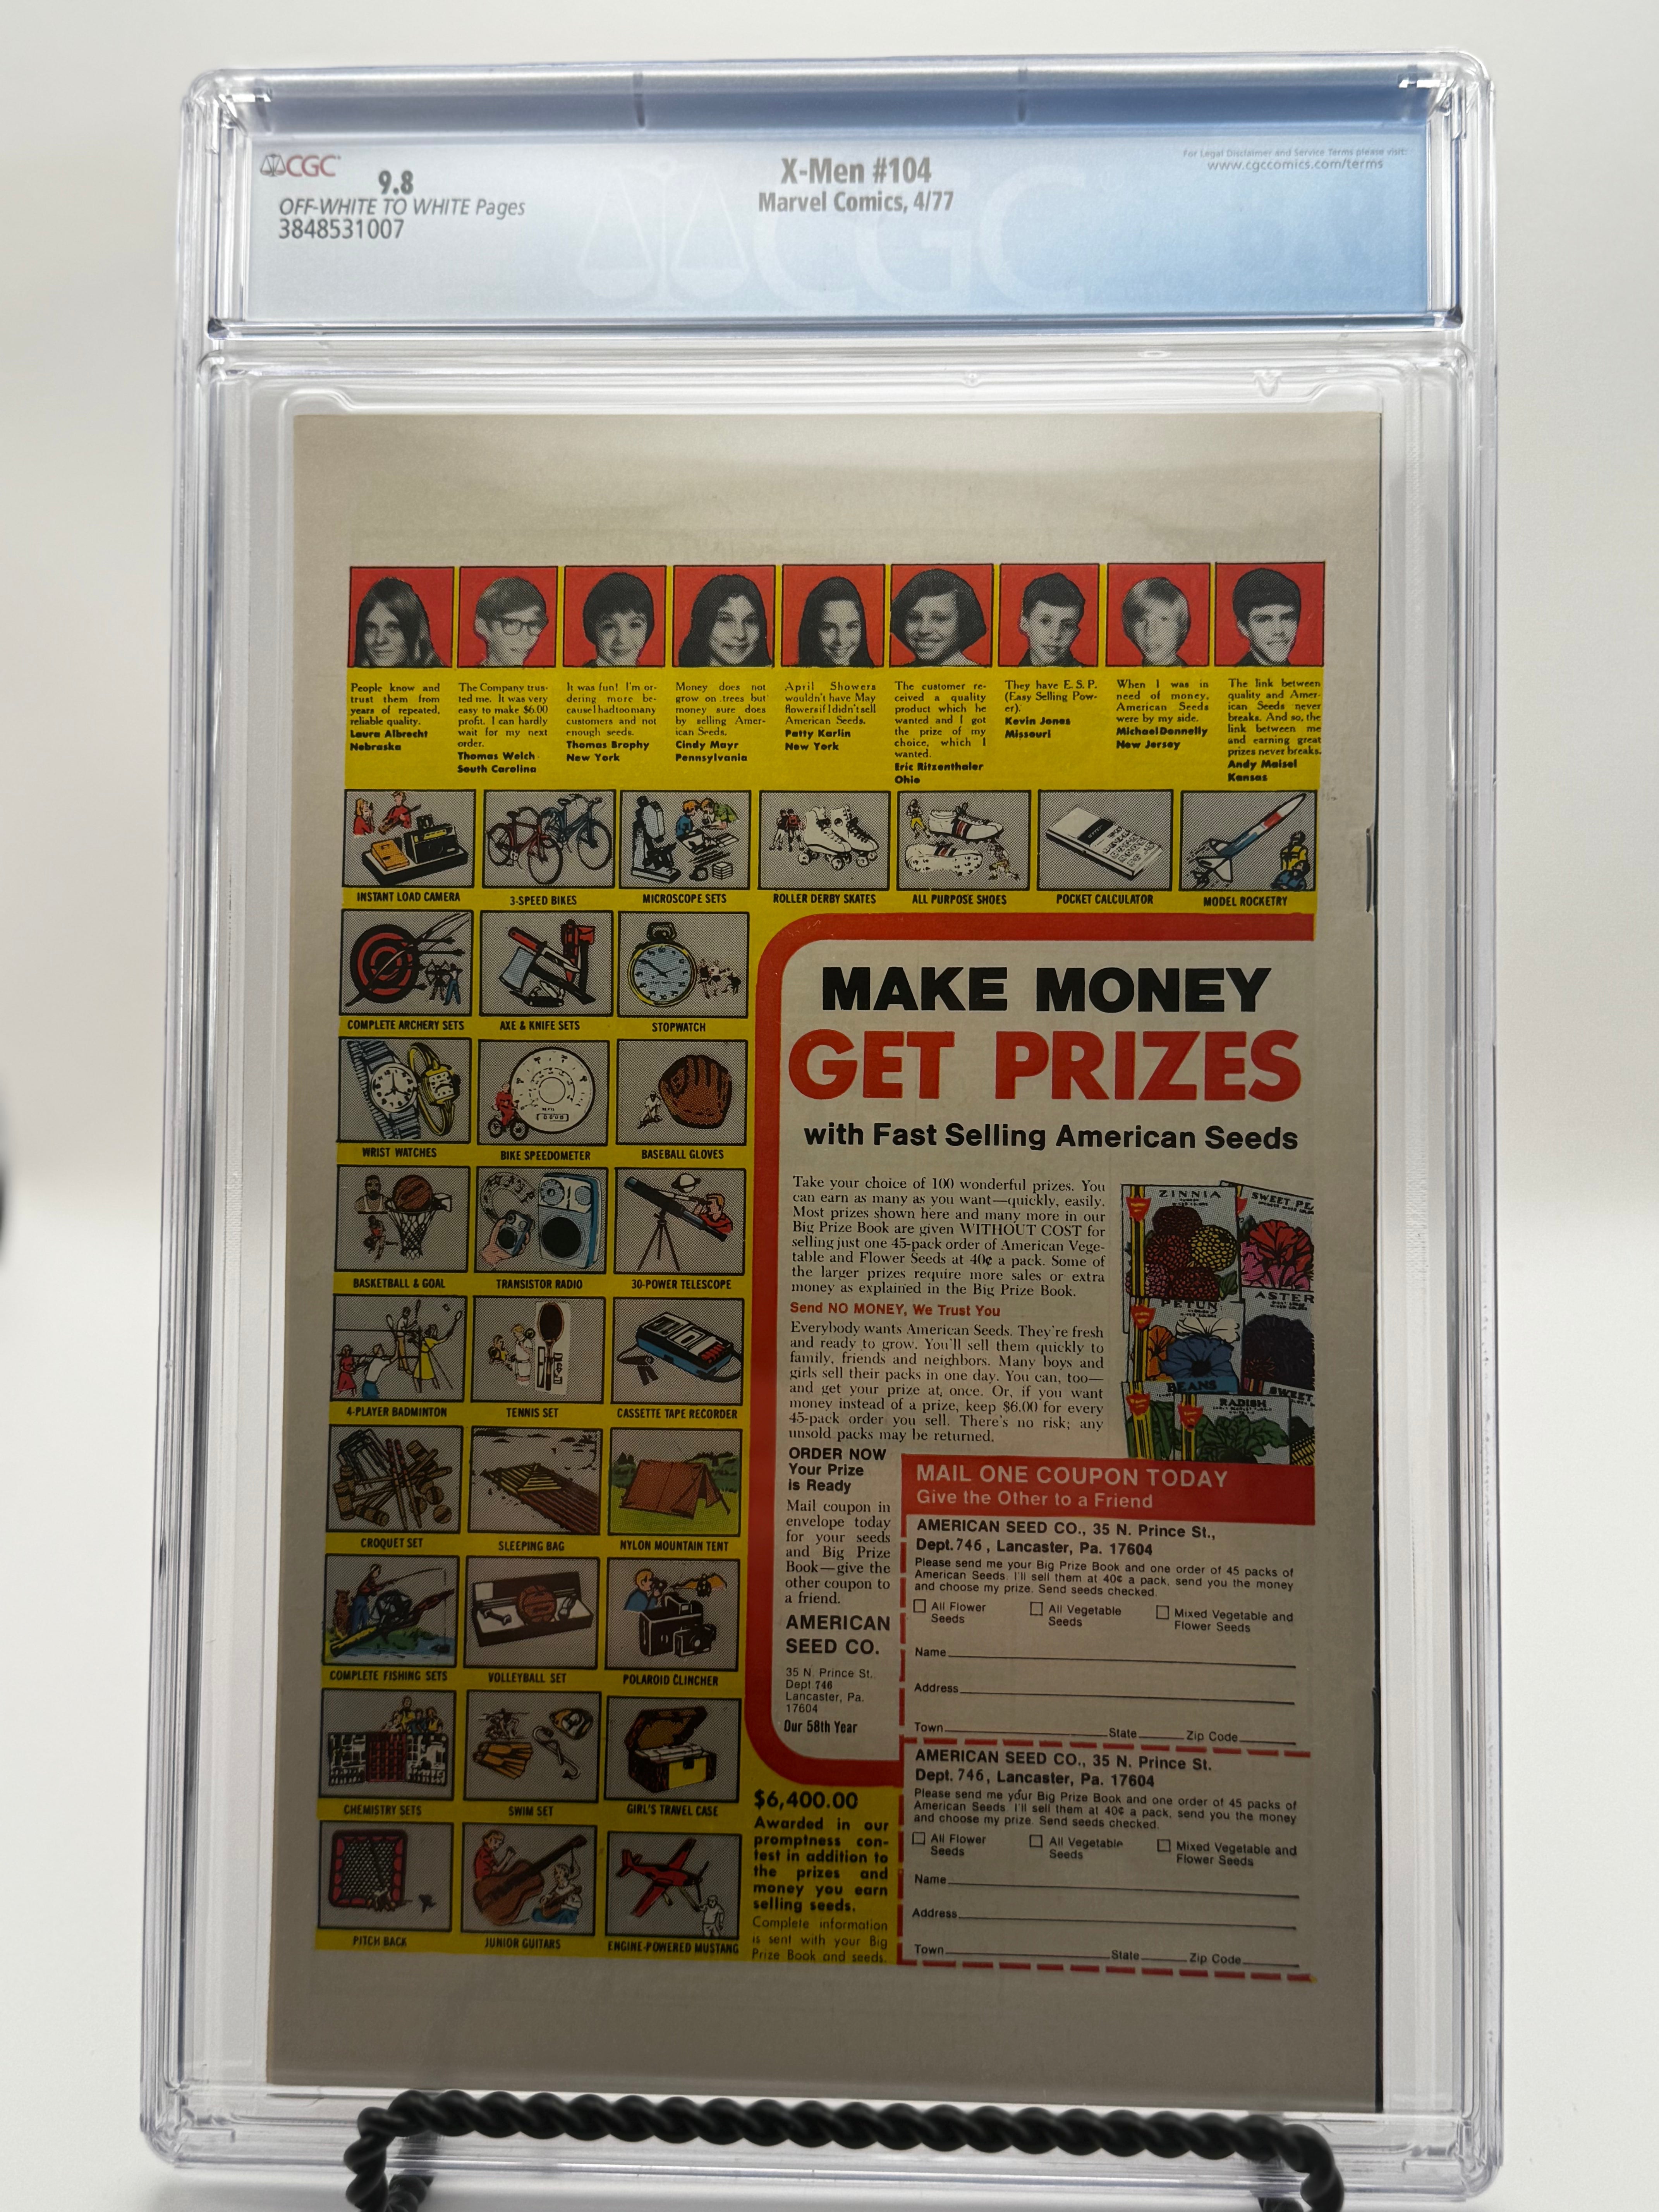 CGC
9.8
OFF-WHITE TO WHITE Pages
3848531007
X-Men #104
Marvel Comics, 4/77
For Legal Disclaimer and Service Terms please visit:
www.cgccomics.com/terms
CGC
People know and
trust them from
years of repeated,
reliable quality.
Laura Albrecht
Nebraska
The Company trus-
ted me. It was very
easy to make $6.00
profit. I can hardly
wait for my next
order.
Thomas Welch
South Carolina
It was fun! I'm or-
dering more be-
cause I had too many
customers and not
enough seeds.
Thomas Brophy
New York
Money does not
grow on trees but
money sure does
by selling Amer-
ican Seeds.
Cindy Mayr
Pennsylvania
April Showers
wouldn't have May
flowers if I didn't sell
American Seeds.
Patty Karlin
New York
The customer re-
ceived a quality
product which he
wanted and I got
the prize of my
choice, which I
wanted.
Eric Ritzenthaler
Ohio
They have E.S.P.
(Easy Selling Pow-
er).
Kevin Jones
Missouri
When I was in
need of money,
American Seeds
were by my side.
Michael Donnelly
New Jersey
The link between
quality and Amer-
ican Seeds never
breaks. And so, the
link between me
and earning great
prizes never breaks.
Andy Maisel
Kansas
INSTANT LOAD CAMERA
3-SPEED BIKES
MICROSCOPE SETS
ROLLER DERBY SKATES
ALL PURPOSE SHOES
POCKET CALCULATOR
MODEL ROCKETRY
COMPLETE ARCHERY SETS
AXE & KNIFE SETS
STOPWATCH
WRIST WATCHES
BIKE SPEEDOMETER
BASEBALL GLOVES
BASKETBALL & GOAL
TRANSISTOR RADIO
30-POWER TELESCOPE
4-PLAYER BADMINTON
TENNIS SET
CASSETTE TAPE RECORDER
CROQUET SET
SLEEPING BAG
NYLON MOUNTAIN TENT
COMPLETE FISHING SETS
VOLLEYBALL SET
POLAROID CLINCHER
CHEMISTRY SETS
SWIM SET
GIRL'S TRAVEL CASE
PITCH BACK
JUNIOR GUITARS
ENGINE-POWERED MUSTANG
MAKE MONEY
GET PRIZES
with Fast Selling American Seeds
Take your choice of 100 wonderful prizes. You
can earn as many as you want—quickly, easily.
Most prizes shown here and many more in our
Big Prize Book are given WITHOUT COST for
selling just one 45-pack order of American Vege-
table and Flower Seeds at 40¢ a pack. Some of
the larger prizes require more sales or extra
money as explained in the Big Prize Book.
Send NO MONEY, We Trust You
Everybody wants American Seeds. They're fresh
and ready to grow. You'll sell them quickly to
family, friends and neighbors. Many boys and
girls sell their packs in one day. You can, too—
and get your prize at once. Or, if you want
money instead of a prize, keep $6.00 for every
45-pack order you sell. There's no risk; any
unsold packs may be returned.
ZINNIA
SWEET PE
ASTER
PETUN
BEANS
SWEET
RADISH
ORDER NOW
Your Prize
is Ready
Mail coupon in
envelope today
for your seeds
and Big Prize
Book—give the
other coupon to
a friend.
AMERICAN
SEED CO.
35 N. Prince St.
Dept 746
Lancaster, Pa.
17604
Our 58th Year
MAIL ONE COUPON TODAY
Give the Other to a Friend
AMERICAN SEED CO., 35 N. Prince St.,
Dept. 746, Lancaster, Pa. 17604
Please send me your Big Prize Book and one order of 45 packs of
American Seeds. I'll sell them at 40¢ a pack, send you the money
and choose my prize. Send seeds checked.
All Flower
Seeds
All Vegetable
Seeds
Mixed Vegetable and
Flower Seeds
Name
Address
Town State Zip Code
AMERICAN SEED CO., 35 N. Prince St.
Dept. 746, Lancaster, Pa. 17604
Please send me your Big Prize Book and one order of 45 packs of
American Seeds. I'll sell them at 40¢ a pack, send you the money
and choose my prize. Send seeds checked.
All Flower
Seeds
All Vegetable
Seeds
Mixed Vegetable and
Flower Seeds
Name
Address
Town State Zip Code
$6,400.00
Awarded in our
promptness con-
test in addition to
the prizes and
money you earn
selling seeds.
Complete information
is sent with your Big
Prize Book and seeds.